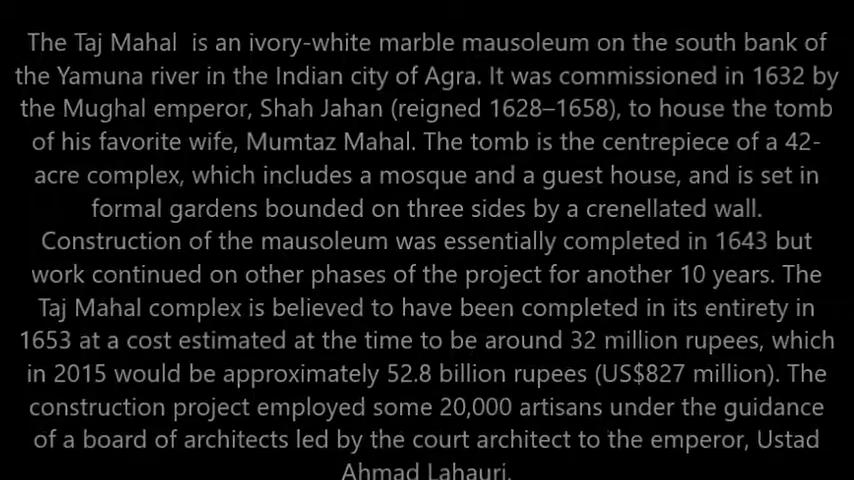 The Taj Mahal  is an ivory-white marble mausoleum on the south bank of
the Yamuna river in the Indian city of Agra. It was commissioned in 1632 by
the Mughal emperor, Shah Jahan (reigned 1628–1658), to house the tomb
of his favorite wife, Mumtaz Mahal. The tomb is the centrepiece of a 42-
acre complex, which includes a mosque and a guest house, and is set in
formal gardens bounded on three sides by a crenellated wall.
Construction of the mausoleum was essentially completed in 1643 but
work continued on other phases of the project for another 10 years. The
Taj Mahal complex is believed to have been completed in its entirety in
1653 at a cost estimated at the time to be around 32 million rupees, which
in 2015 would be approximately 52.8 billion rupees (US$827 million). The
construction project employed some 20,000 artisans under the guidance
of a board of architects led by the court architect to the emperor, Ustad
Ahmad Lahauri.